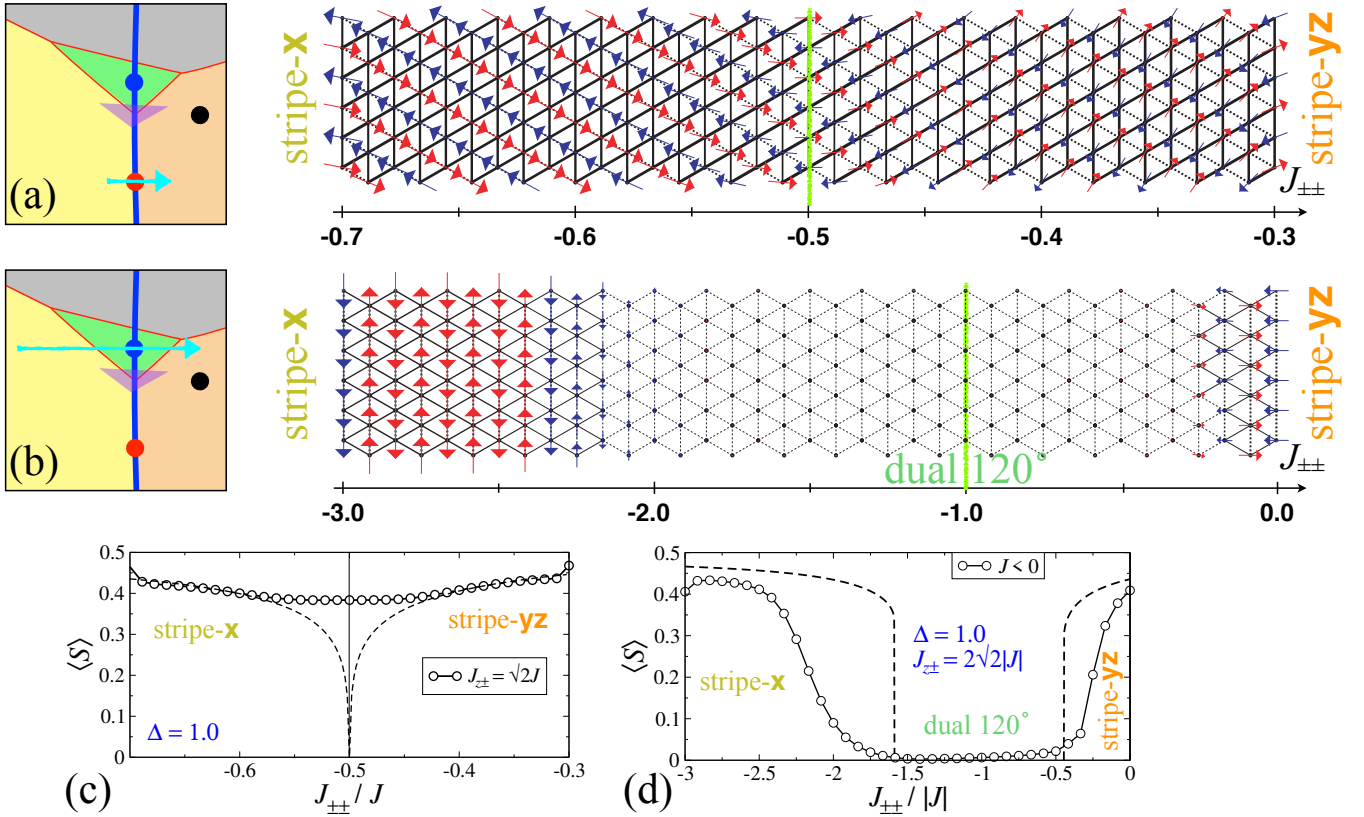 (a)
stripe-x
stripe-yz
J±±
-0.7
-0.6
-0.5
-0.4
-0.3
(b)
stripe-x
stripe-yz
J±±
dual 120°
-3.0
-2.0
-1.0
0.0
(c)
⟨S⟩
0.5
0.4
0.3
0.2
0.1
0
stripe-x
stripe-yz
Jz± = √2J
Δ = 1.0
-0.6
-0.5
-0.4
-0.3
J±± / J
(d)
⟨S⟩
0.5
0.4
0.3
0.2
0.1
0
J < 0
Δ = 1.0
Jz± = 2√2|J|
stripe-x
dual 120°
stripe-yz
-3
-2.5
-2
-1.5
-1
-0.5
0
J±± / |J|